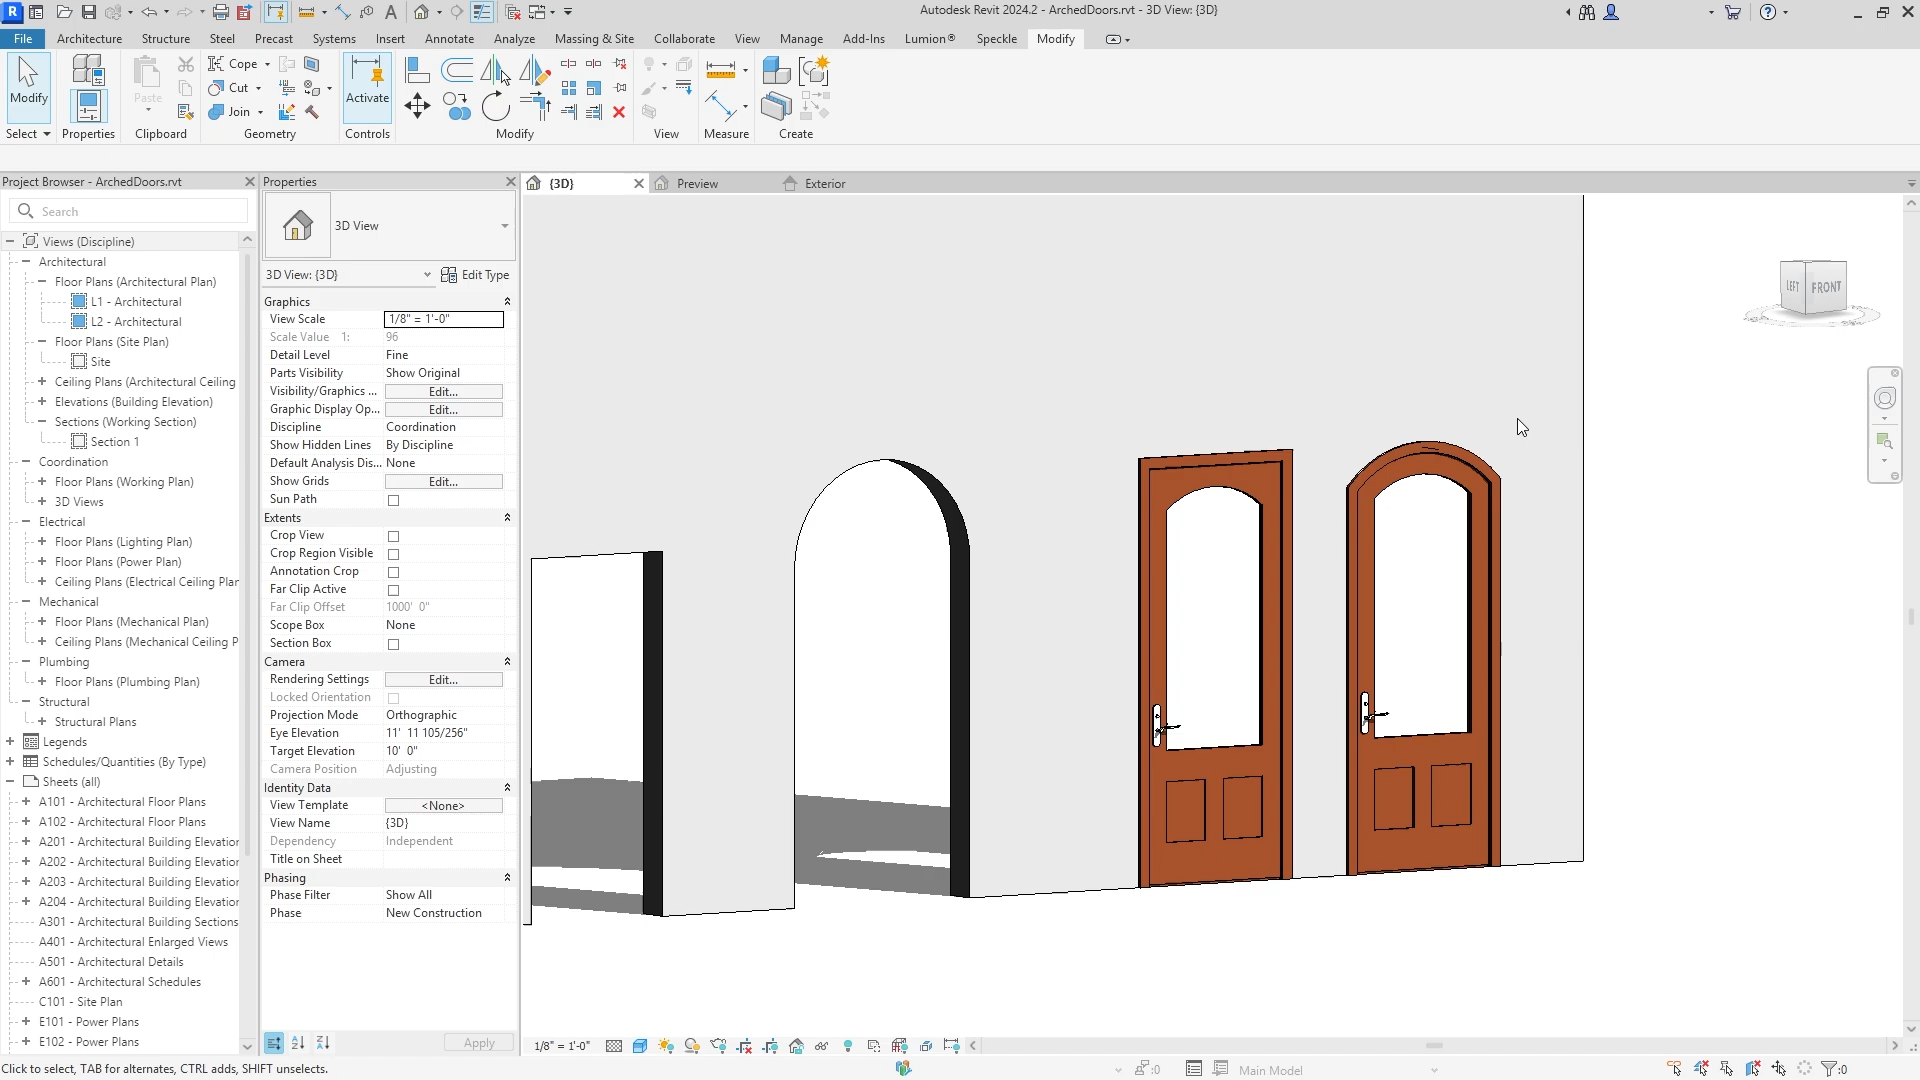 Autodesk Revit 2024.2 - ArchedDoors.rvt - 3D View: {3D}
File Architecture Structure Steel Precast Systems Insert Annotate Analyze Massing & Site Collaborate View Manage Add-Ins Lumion® Speckle Modify
Modify
Select
Properties
Paste
Clipboard
Cope
Cut
Join
Geometry
Activate
Controls
Modify
View
Measure
Create
Project Browser - ArchedDoors.rvt
Search
Views (Discipline)
Architectural
Floor Plans (Architectural Plan)
L1 - Architectural
L2 - Architectural
Floor Plans (Site Plan)
Site
Ceiling Plans (Architectural Ceiling
Elevations (Building Elevation)
Sections (Working Section)
Section 1
Coordination
Floor Plans (Working Plan)
3D Views
Electrical
Floor Plans (Lighting Plan)
Floor Plans (Power Plan)
Ceiling Plans (Electrical Ceiling Plan
Mechanical
Floor Plans (Mechanical Plan)
Ceiling Plans (Mechanical Ceiling P
Plumbing
Floor Plans (Plumbing Plan)
Structural
Structural Plans
Legends
Schedules/Quantities (By Type)
Sheets (all)
A101 - Architectural Floor Plans
A102 - Architectural Floor Plans
A201 - Architectural Building Elevation
A202 - Architectural Building Elevation
A203 - Architectural Building Elevation
A204 - Architectural Building Elevation
A301 - Architectural Building Sections
A401 - Architectural Enlarged Views
A501 - Architectural Details
A601 - Architectural Schedules
C101 - Site Plan
E101 - Power Plans
E102 - Power Plans
Properties
3D View
3D View: {3D} Edit Type
Graphics
View Scale 1/8" = 1'-0"
Scale Value 1: 96
Detail Level Fine
Parts Visibility Show Original
Visibility/Graphics ... Edit...
Graphic Display Op... Edit...
Discipline Coordination
Show Hidden Lines By Discipline
Default Analysis Dis... None
Show Grids Edit...
Sun Path
Extents
Crop View
Crop Region Visible
Annotation Crop
Far Clip Active
Far Clip Offset 1000' 0"
Scope Box None
Section Box
Camera
Rendering Settings Edit...
Locked Orientation
Projection Mode Orthographic
Eye Elevation 11' 11 105/256"
Target Elevation 10' 0"
Camera Position Adjusting
Identity Data
View Template <None>
View Name {3D}
Dependency Independent
Title on Sheet
Phasing
Phase Filter Show All
Phase New Construction
Apply
{3D} Preview Exterior
LEFT FRONT
1/8" = 1'-0"
Click to select, TAB for alternates, CTRL adds, SHIFT unselects.
:0
Main Model
:0